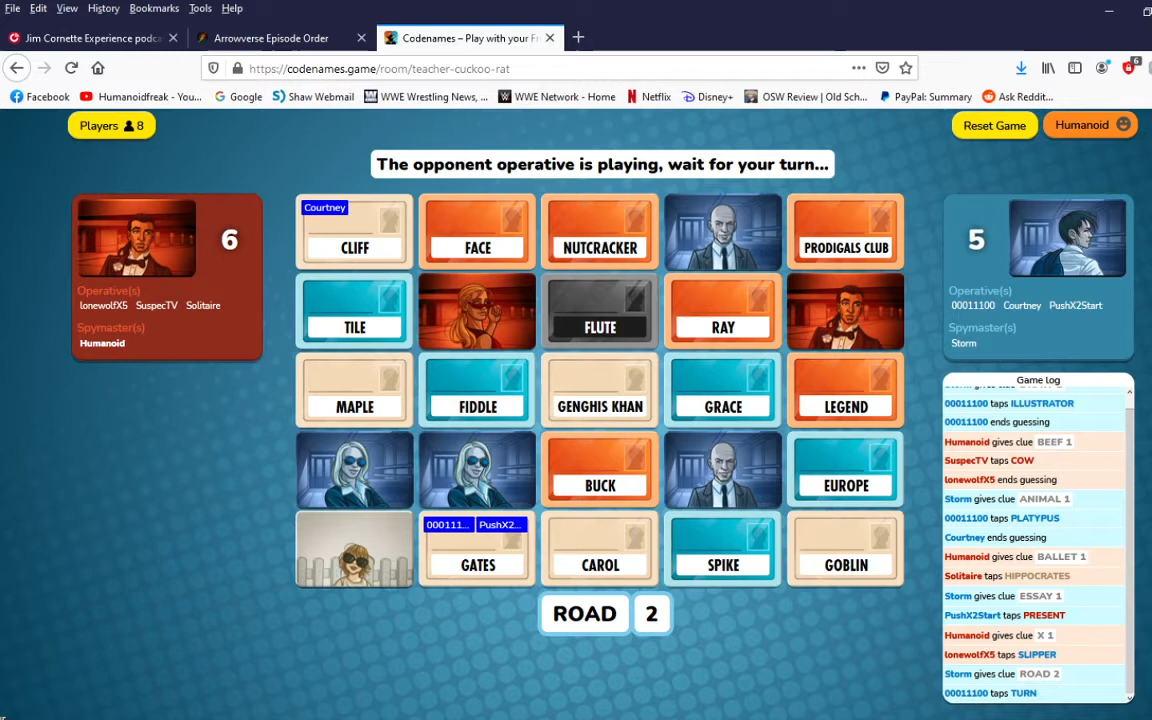 File Edit View History Bookmarks Tools Help
Jim Cornette Experience podca
Arrowverse Episode Order
Codenames – Play with your Fr
https://codenames.game/room/teacher-cuckoo-rat
6
Facebook
Humanoidfreak - You...
Google
Shaw Webmail
WWE Wrestling News, ...
WWE Network - Home
Netflix
Disney+
OSW Review | Old Sch...
PayPal: Summary
Ask Reddit...
Players 8
Reset Game
Humanoid
The opponent operative is playing, wait for your turn...
6
Operative(s)
lonewolfX5 SuspecTV Solitaire
Spymaster(s)
Humanoid
Courtney
CLIFF
FACE
NUTCRACKER
PRODIGALS CLUB
TILE
FLUTE
RAY
MAPLE
FIDDLE
GENGHIS KHAN
GRACE
LEGEND
BUCK
EUROPE
000111... PushX2...
GATES
CAROL
SPIKE
GOBLIN
ROAD 2
5
Operative(s)
00011100 Courtney PushX2Start
Spymaster(s)
Storm
Game log
00011100 taps ILLUSTRATOR
00011100 ends guessing
Humanoid gives clue BEEF 1
SuspecTV taps COW
lonewolfX5 ends guessing
Storm gives clue ANIMAL 1
00011100 taps PLATYPUS
Courtney ends guessing
Humanoid gives clue BALLET 1
Solitaire taps HIPPOCRATES
Storm gives clue ESSAY 1
PushX2Start taps PRESENT
Humanoid gives clue X 1
lonewolfX5 taps SLIPPER
Storm gives clue ROAD 2
00011100 taps TURN